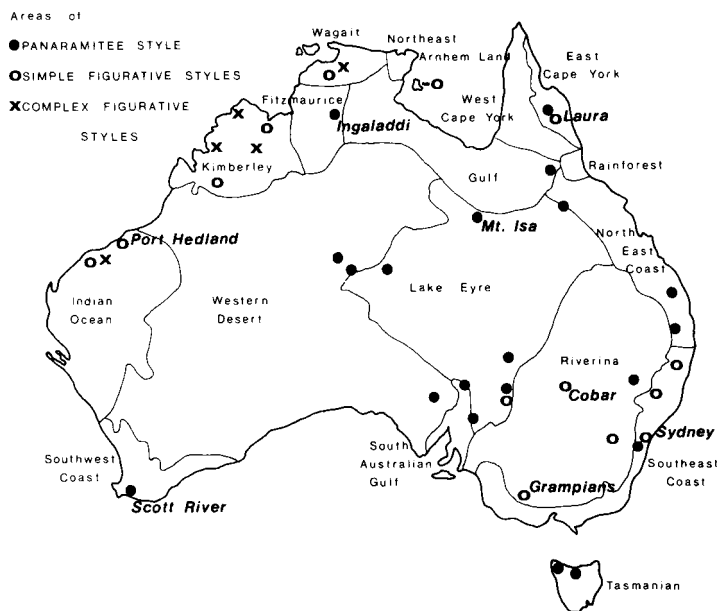 Areas of
PANARAMITEE STYLE
SIMPLE FIGURATIVE STYLES
COMPLEX FIGURATIVE
STYLES
Wagait
Northeast
Arnhem Land
East
Cape York
West
Cape York
Laura
Fitzmaurice
Ingaladdi
Kimberley
Gulf
Rainforest
Port Hedland
Mt. Isa
North
East
Coast
Indian
Ocean
Western
Desert
Lake Eyre
Riverina
Cobar
Sydney
Southwest
Coast
South
Australian
Gulf
Southeast
Coast
Grampians
Scott River
Tasmanian